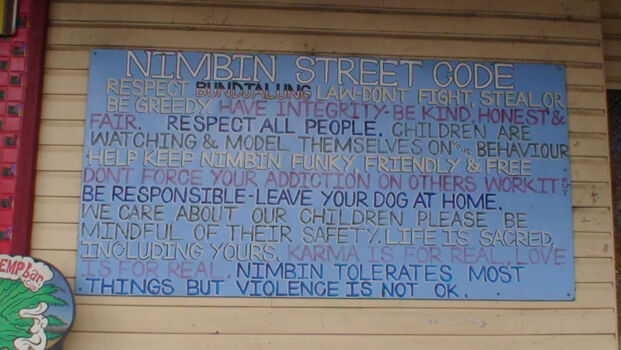 NIMBIN STREET CODE
RESPECT BUNDJALUNG LAW-DONT FIGHT, STEAL OR
BE GREEDY. HAVE INTEGRITY-BE KIND, HONEST &
FAIR. RESPECT ALL PEOPLE. CHILDREN ARE
WATCHING & MODEL THEMSELVES ON YOUR BEHAVIOUR
HELP KEEP NIMBIN FUNKY, FRIENDLY & FREE
DONT FORCE YOUR ADDICTION ON OTHERS WORK IT OUT
BE RESPONSIBLE-LEAVE YOUR DOG AT HOME.
WE CARE ABOUT OUR CHILDREN PLEASE BE
MINDFUL OF THEIR SAFETY. LIFE IS SACRED,
INCLUDING YOURS. KARMA IS FOR REAL. LOVE
IS FOR REAL. NIMBIN TOLERATES MOST
THINGS BUT VIOLENCE IS NOT OK.
EMP Bar